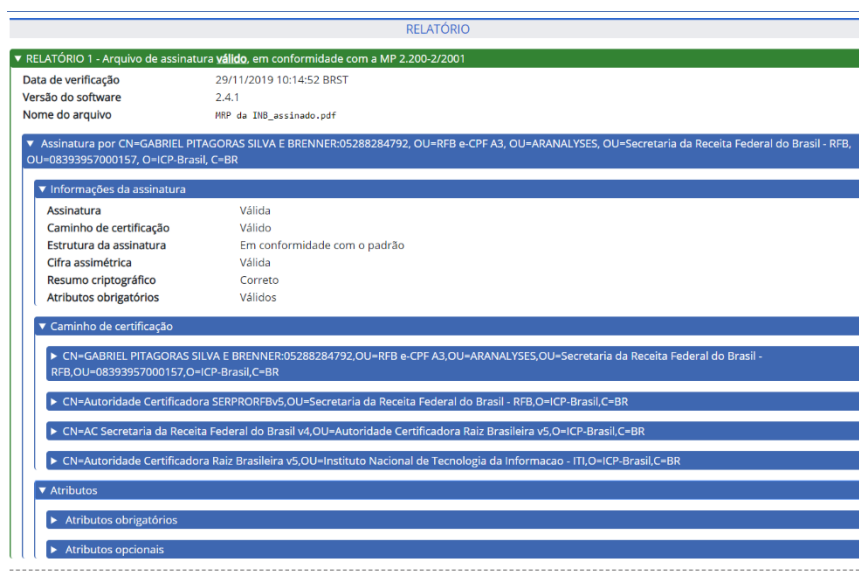 RELATÓRIO
▼ RELATÓRIO 1 - Arquivo de assinatura válido, em conformidade com a MP 2.200-2/2001
Data de verificação 29/11/2019 10:14:52 BRST
Versão do software 2.4.1
Nome do arquivo MRP da INB_assinado.pdf
▼ Assinatura por CN=GABRIEL PITAGORAS SILVA E BRENNER:05288284792, OU=RFB e-CPF A3, OU=ARANALYSES, OU=Secretaria da Receita Federal do Brasil - RFB,
OU=08393957000157, O=ICP-Brasil, C=BR
▼ Informações da assinatura
Assinatura Válida
Caminho de certificação Válido
Estrutura da assinatura Em conformidade com o padrão
Cifra assimétrica Válida
Resumo criptográfico Correto
Atributos obrigatórios Válidos
▼ Caminho de certificação
▶ CN=GABRIEL PITAGORAS SILVA E BRENNER:05288284792,OU=RFB e-CPF A3,OU=ARANALYSES,OU=Secretaria da Receita Federal do Brasil -
RFB,OU=08393957000157,O=ICP-Brasil,C=BR
▶ CN=Autoridade Certificadora SERPRORFBv5,OU=Secretaria da Receita Federal do Brasil - RFB,O=ICP-Brasil,C=BR
▶ CN=AC Secretaria da Receita Federal do Brasil v4,OU=Autoridade Certificadora Raiz Brasileira v5,O=ICP-Brasil,C=BR
▶ CN=Autoridade Certificadora Raiz Brasileira v5,OU=Instituto Nacional de Tecnologia da Informacao - ITI,O=ICP-Brasil,C=BR
▼ Atributos
▶ Atributos obrigatórios
▶ Atributos opcionais